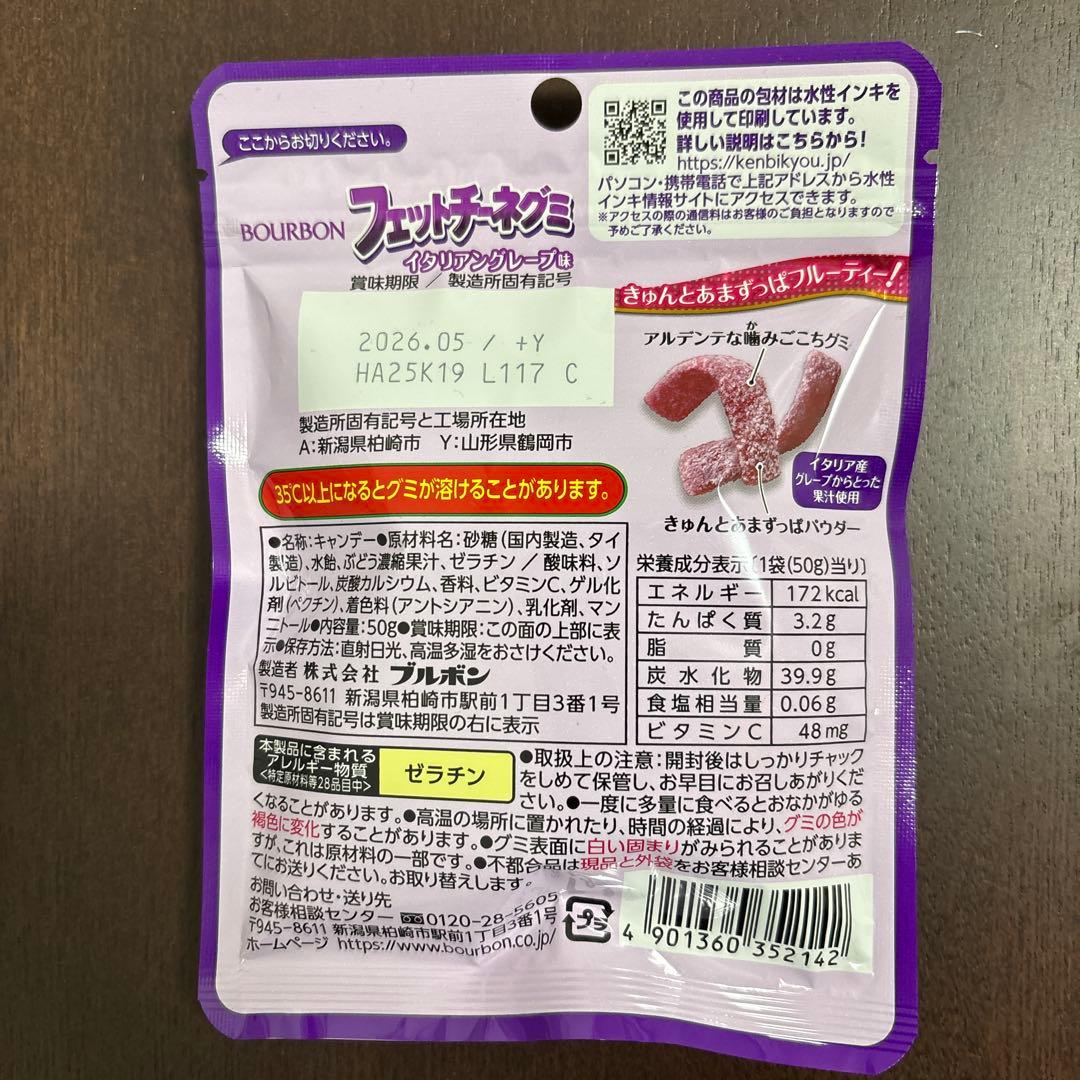 ここからお切りください。
この商品の包材は水性インキを
使用して印刷しています。
詳しい説明はこちらから!
https://kenbikyou.jp/
パソコン・携帯電話で上記アドレスから水性
インキ情報サイトにアクセスできます。
※アクセスの際の通信料はお客様のご負担となりますので
予めご了承ください。
BOURBON フェットチーネグミ
イタリアングレープ味
賞味期限 / 製造所固有記号
2026.05 / +Y
HA25K19 L117 C
製造所固有記号と工場所在地
A:新潟県柏崎市 Y:山形県鶴岡市
35℃以上になるとグミが溶けることがあります。
きゅんとあまずっぱフルーティー!
か
アルデンテな噛みごこちグミ
イタリア産
グレープからとった
果汁使用
きゅんとあまずっぱパウダー
●名称:キャンデー●原材料名:砂糖(国内製造、タイ
製造)、水飴、ぶどう濃縮果汁、ゼラチン/酸味料、ソ
ルビトール、炭酸カルシウム、香料、ビタミンC、ゲル化
剤(ペクチン)、着色料(アントシアニン)、乳化剤、マン
ニトール●内容量:50g●賞味期限:この面の上部に表
示●保存方法:直射日光、高温多湿をおさけください。
製造者 株式会社 ブルボン
〒945-8611 新潟県柏崎市駅前1丁目3番1号
製造所固有記号は賞味期限の右に表示
栄養成分表示〔1袋(50g)当り〕
エネルギー 172kcal
たんぱく質 3.2g
脂質 0g
炭水化物 39.9g
食塩相当量 0.06g
ビタミンC 48mg
本製品に含まれる
アレルギー物質
<特定原材料等28品目中>
ゼラチン
●取扱上の注意:開封後はしっかりチャック
をしめて保管し、お早目にお召しあがりくだ
さい。●一度に多量に食べるとおなかがゆる
くなることがあります。●高温の場所に置かれたり、時間の経過により、グミの色が
褐色に変化することがあります。●グミ表面に白い固まりがみられることがありま
すが、これは原材料の一部です。●不都合品は現品と外袋をお客様相談センターあ
てにお送りください。お取り替えします。
お問い合わせ・送り先
お客様相談センター 0120-28-5605
〒945-8611 新潟県柏崎市駅前1丁目3番1号
ホームページ https://www.bourbon.co.jp/
プラ
4 901360 352142